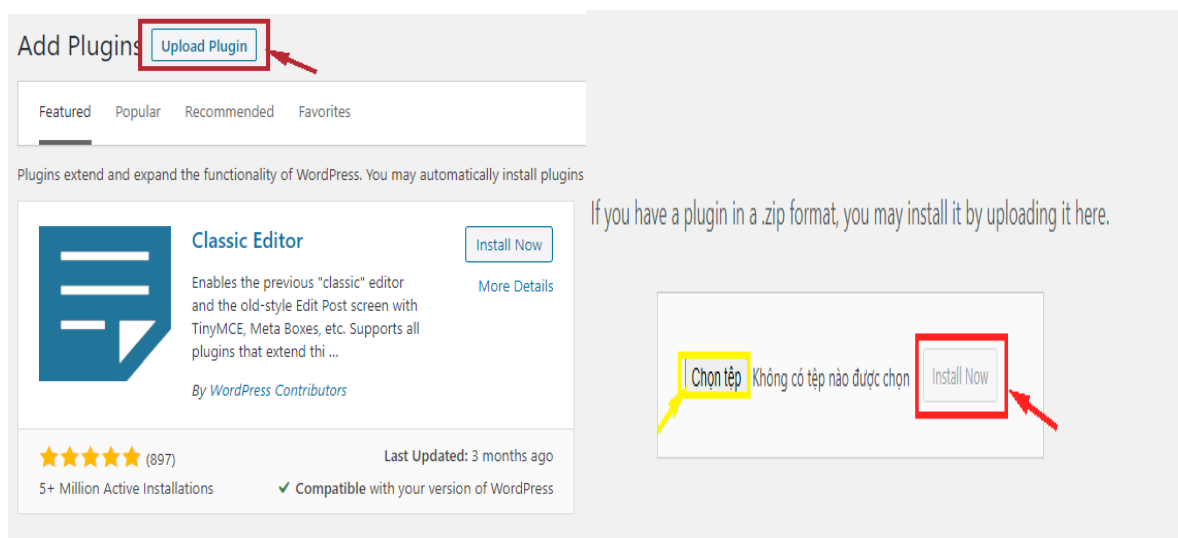 Add Plugins Upload Plugin
Featured Popular Recommended Favorites
Plugins extend and expand the functionality of WordPress. You may automatically install plugins
Classic Editor
Install Now
Enables the previous "classic" editor
and the old-style Edit Post screen with
TinyMCE, Meta Boxes, etc. Supports all
plugins that extend thi ...
More Details
By WordPress Contributors
(897)
Last Updated: 3 months ago
5+ Million Active Installations
Compatible with your version of WordPress
If you have a plugin in a .zip format, you may install it by uploading it here.
Chọn tệp Không có tệp nào được chọn Install Now